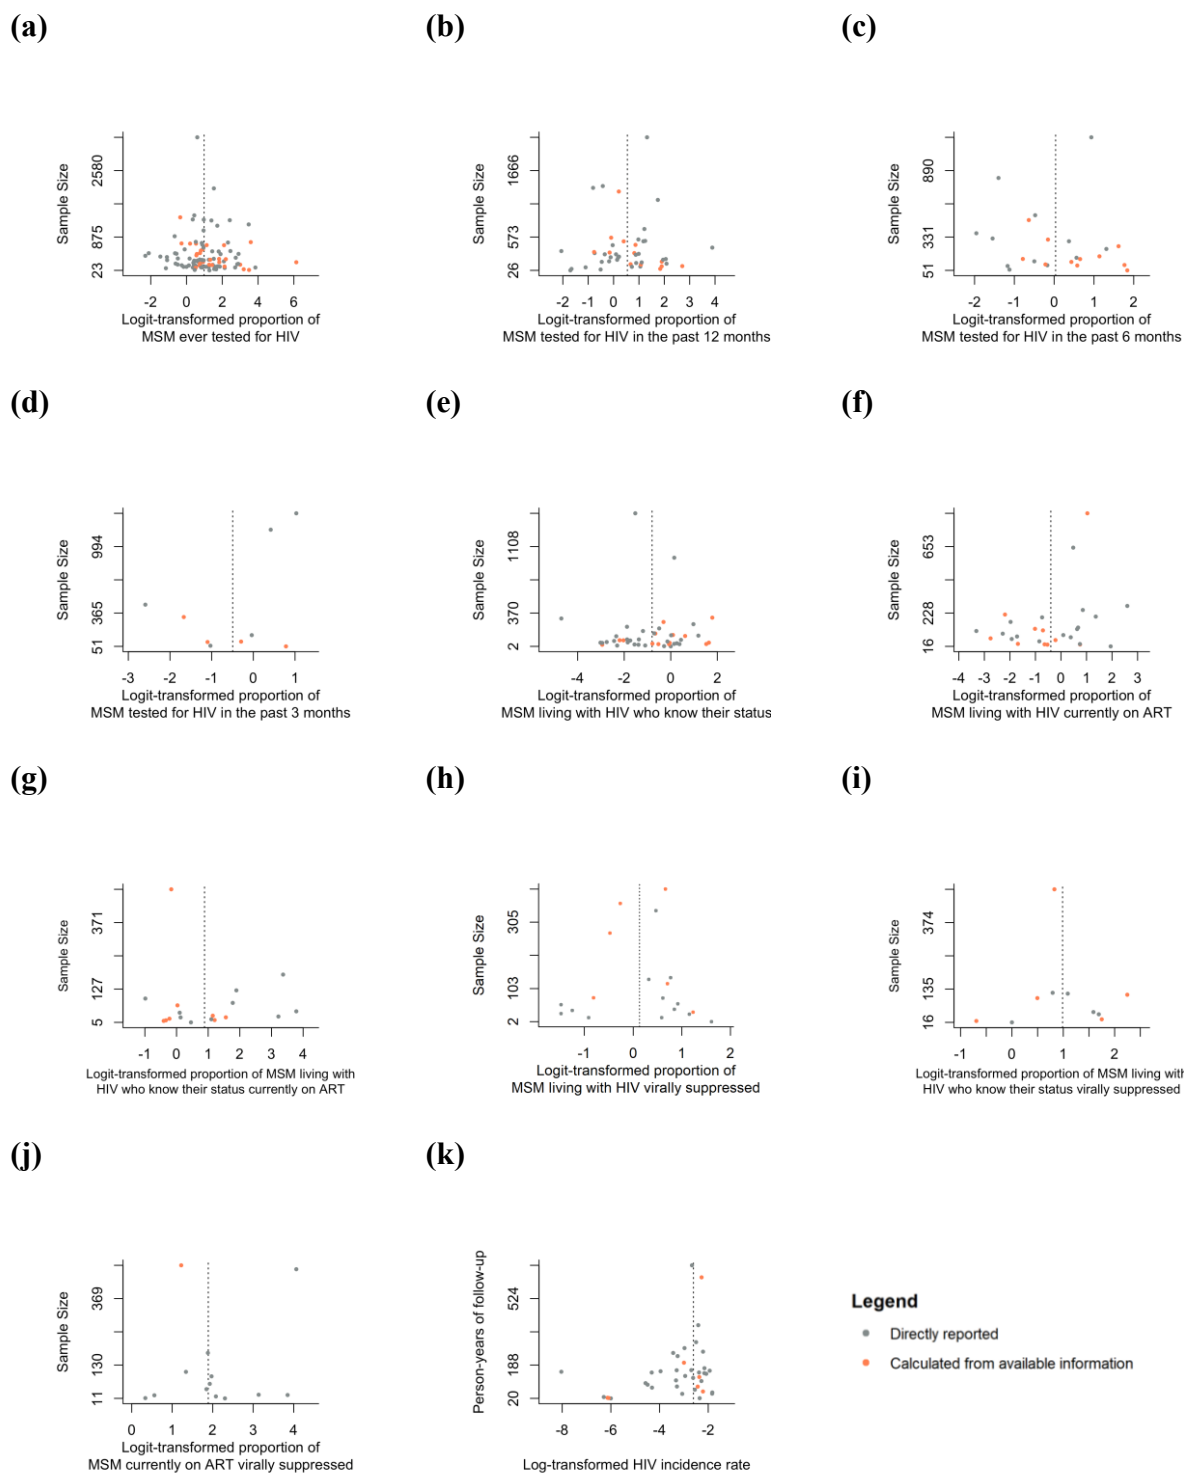 (a)
(b)
(c)
Sample Size
2580
875
23
-2 0 2 4 6
Logit-transformed proportion of
MSM ever tested for HIV
Sample Size
1666
573
26
-3 -2 -1 0 1 2 3 4
Logit-transformed proportion of
MSM tested for HIV in the past 12 months
Sample Size
890
331
51
-2 -1 0 1 2
Logit-transformed proportion of
MSM tested for HIV in the past 6 months
(d)
(e)
(f)
Sample Size
994
365
51
-3 -2 -1 0 1
Logit-transformed proportion of
MSM tested for HIV in the past 3 months
Sample Size
1108
370
2
-4 -2 0 2
Logit-transformed proportion of
MSM living with HIV who know their status
Sample Size
653
228
16
-4 -3 -2 -1 0 1 2 3
Logit-transformed proportion of
MSM living with HIV currently on ART
(g)
(h)
(i)
Sample Size
371
127
5
-1 0 1 2 3 4
Logit-transformed proportion of MSM living with
HIV who know their status currently on ART
Sample Size
305
103
2
-2 -1 0 1 2
Logit-transformed proportion of
MSM living with HIV virally suppressed
Sample Size
374
135
16
-1 0 1 2
Logit-transformed proportion of MSM living with
HIV who know their status virally suppressed
(j)
(k)
Sample Size
369
130
11
0 1 2 3 4
Logit-transformed proportion of
MSM currently on ART virally suppressed
Person-years of follow-up
524
188
20
-8 -6 -4 -2
Log-transformed HIV incidence rate
Legend
Directly reported
Calculated from available information